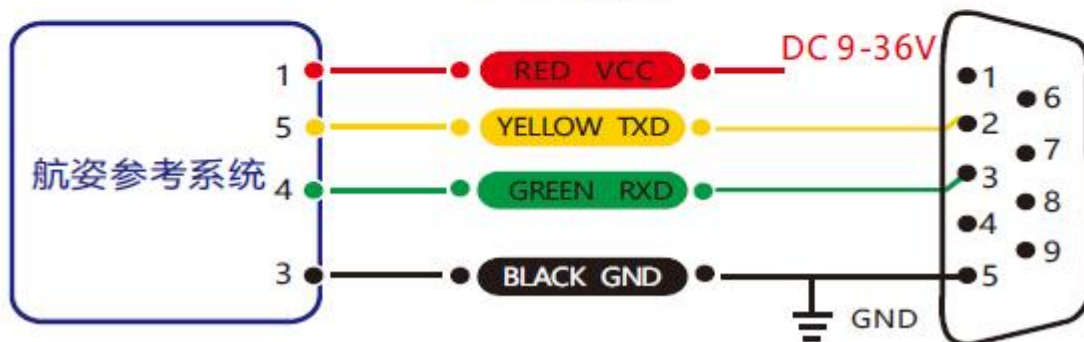 DC 9-36V
1 RED VCC 1
6
5 YELLOW TXD 2
7
航姿参考系统 4 GREEN RXD 3
8
4
9
3 BLACK GND 5
GND